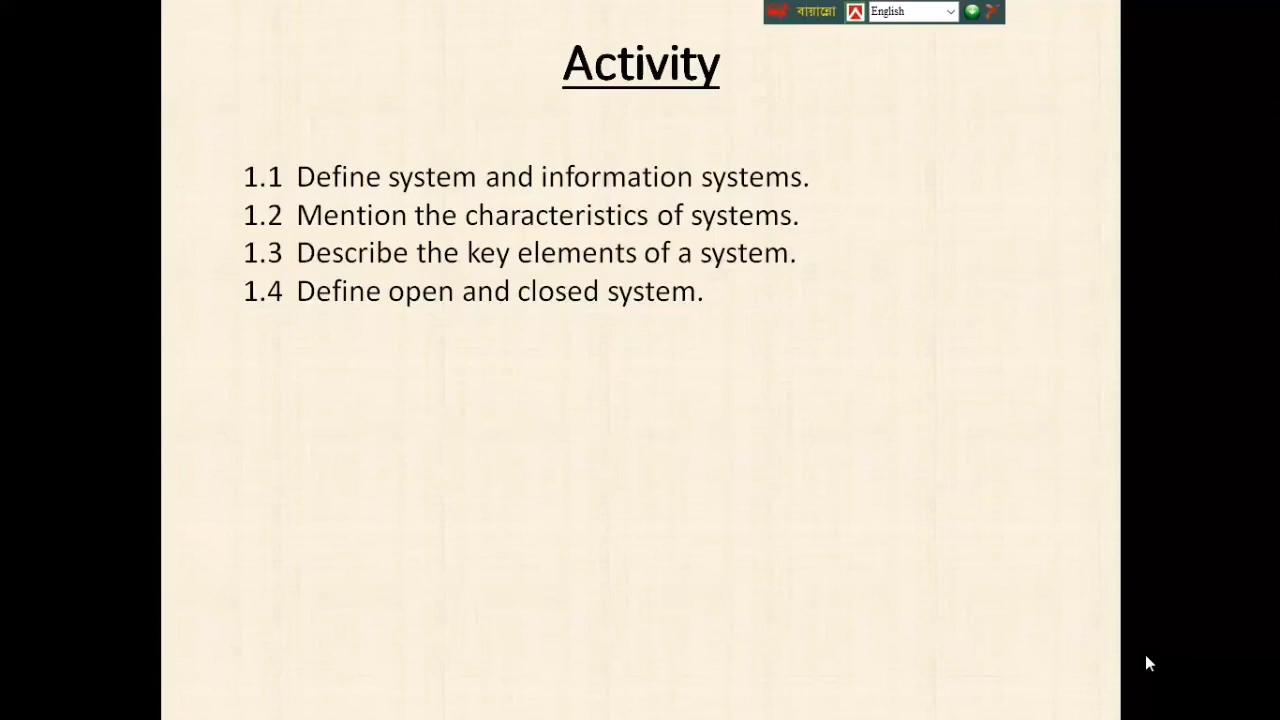 বায়ান্নো English
Activity
1.1 Define system and information systems.
1.2 Mention the characteristics of systems.
1.3 Describe the key elements of a system.
1.4 Define open and closed system.